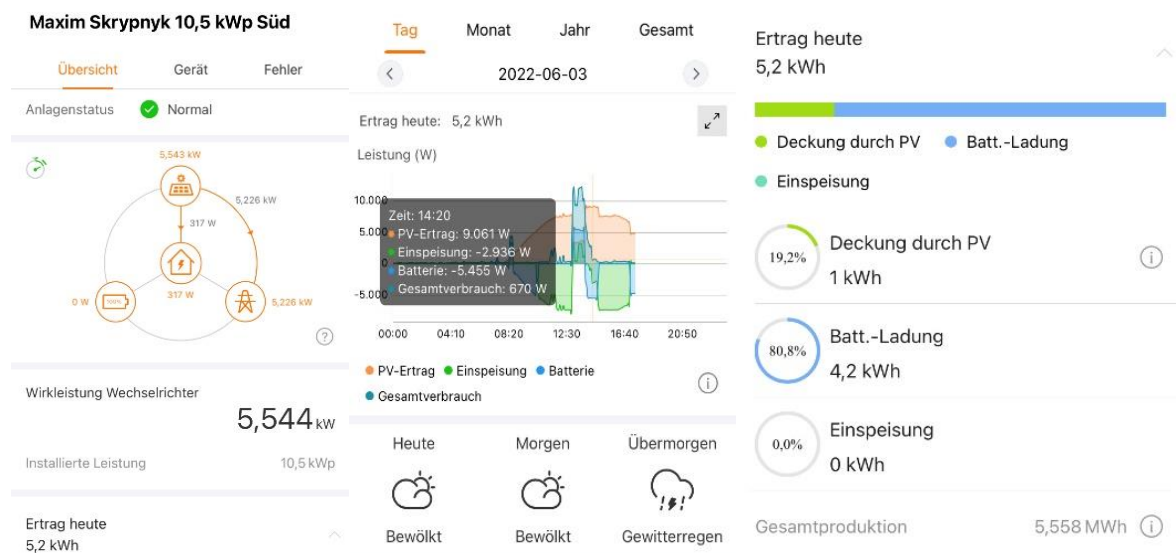 Maxim Skrypnyk 10,5 kWp Süd
Übersicht Gerät Fehler
Anlagenstatus Normal
5,543 kW
5,226 kW
317 W
0 W 100% 317 W 5,226 kW
?
Wirkleistung Wechselrichter
5,544 kW
Installierte Leistung 10,5 kWp
Ertrag heute
5,2 kWh
Tag Monat Jahr Gesamt
2022-06-03
Ertrag heute: 5,2 kWh
Leistung (W)
10.000
5.000
0
-5.000
Zeit: 14:20
PV-Ertrag: 9.061 W
Einspeisung: -2.936 W
Batterie: -5.455 W
Gesamtverbrauch: 670 W
00:00 04:10 08:20 12:30 16:40 20:50
PV-Ertrag Einspeisung Batterie
Gesamtverbrauch
i
Heute Morgen Übermorgen
Bewölkt Bewölkt Gewitterregen
Ertrag heute
5,2 kWh
Deckung durch PV Batt.-Ladung
Einspeisung
19,2%
Deckung durch PV
1 kWh
i
80,8%
Batt.-Ladung
4,2 kWh
0,0%
Einspeisung
0 kWh
Gesamtproduktion 5,558 MWh i